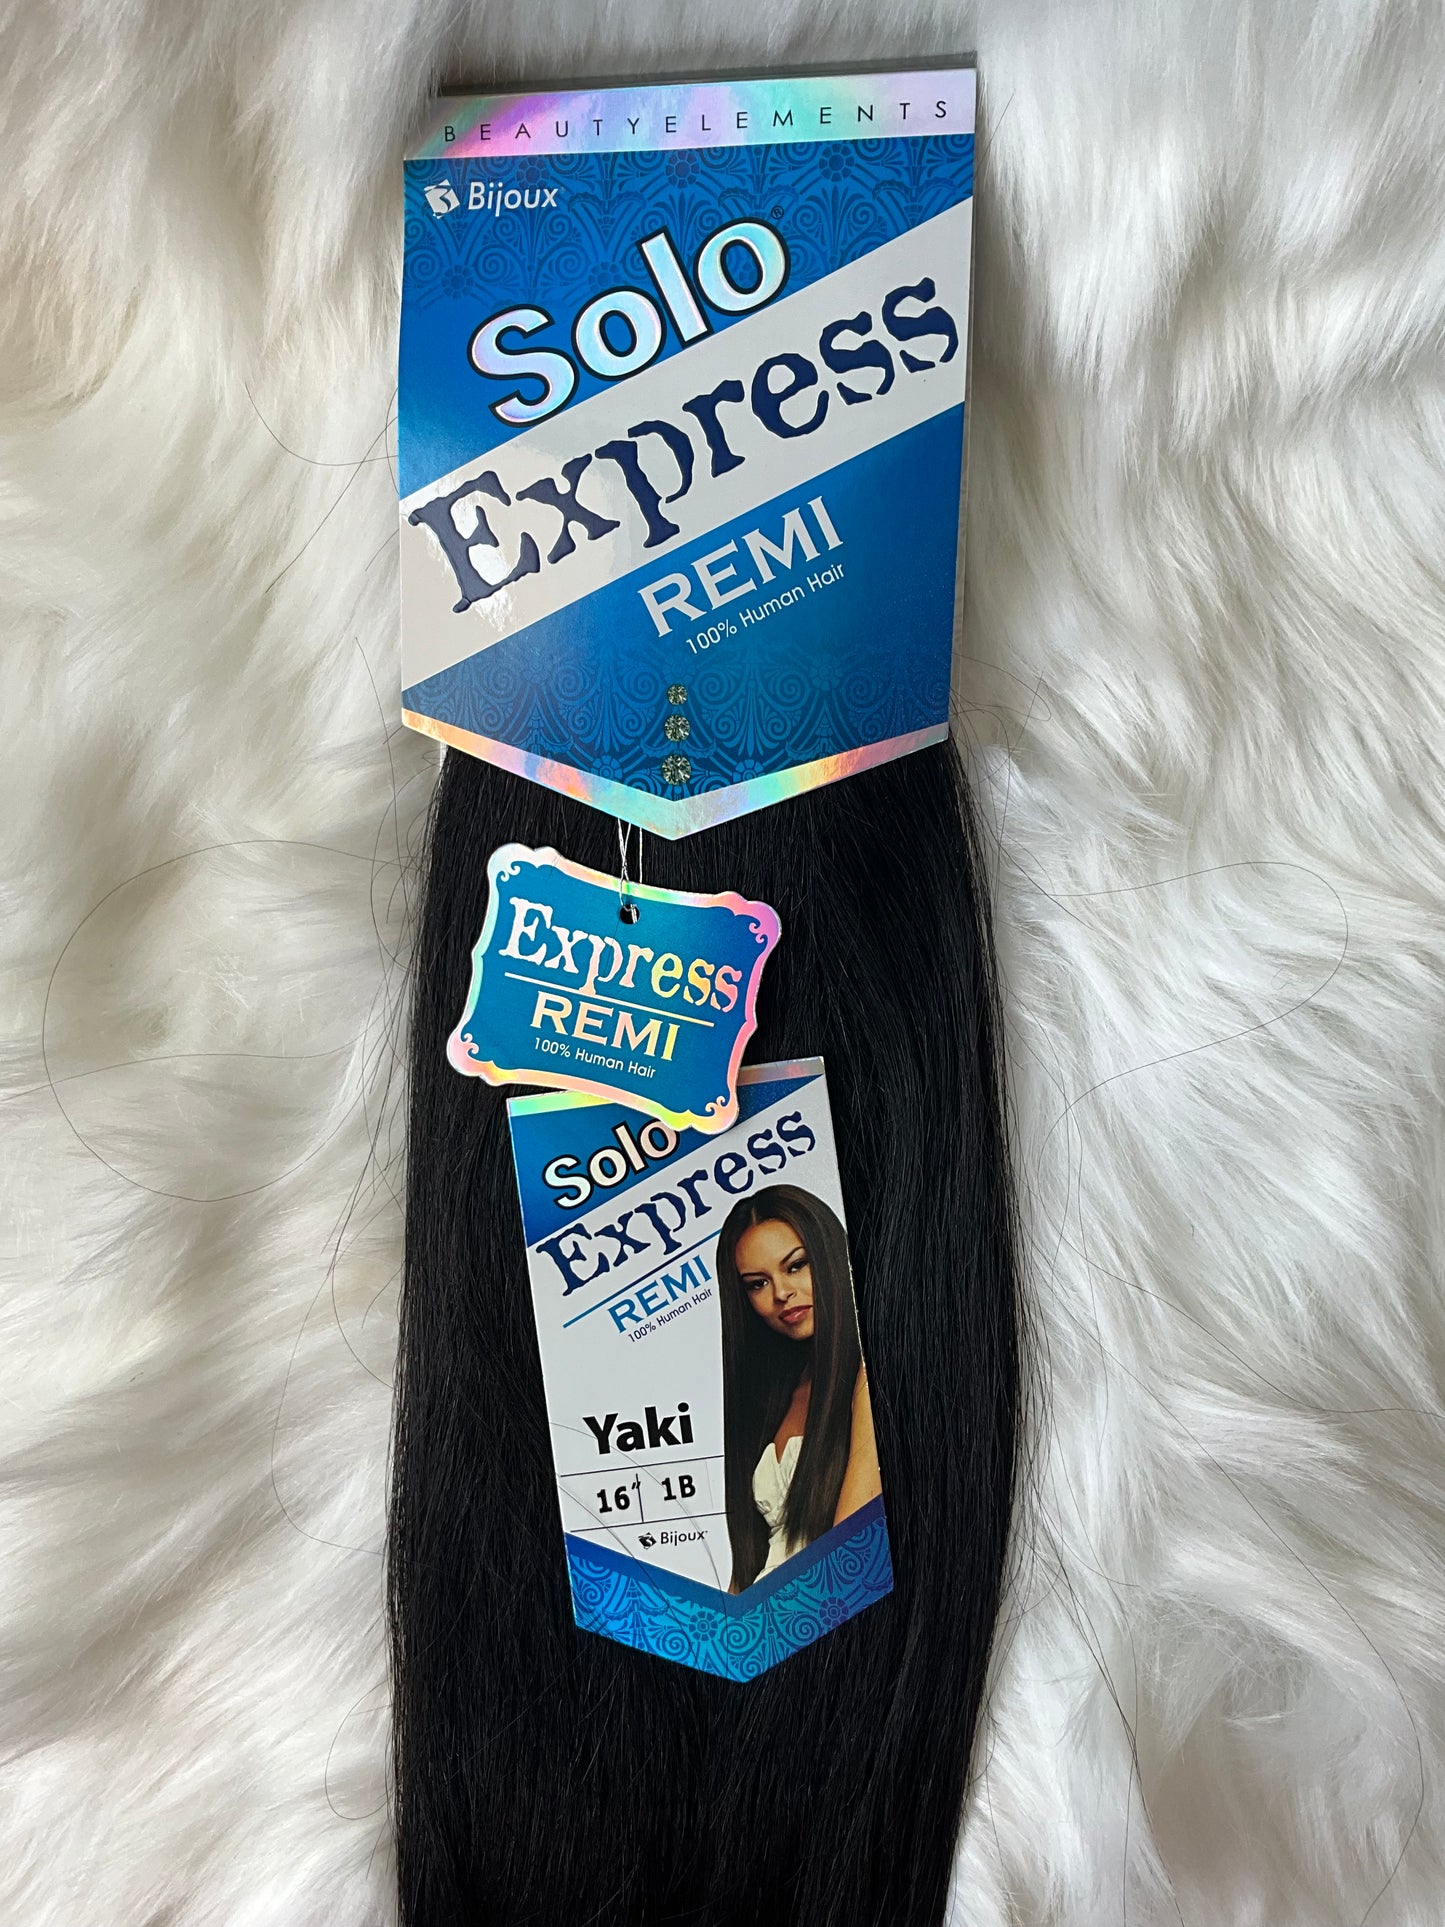 BEAUTYELEMENTS
Bijoux
Solo®
Express
REMI
100% Human Hair
Express
REMI
100% Human Hair
Solo
Express
REMI
100% Human Hair
Yaki
16" 1B
Bijoux